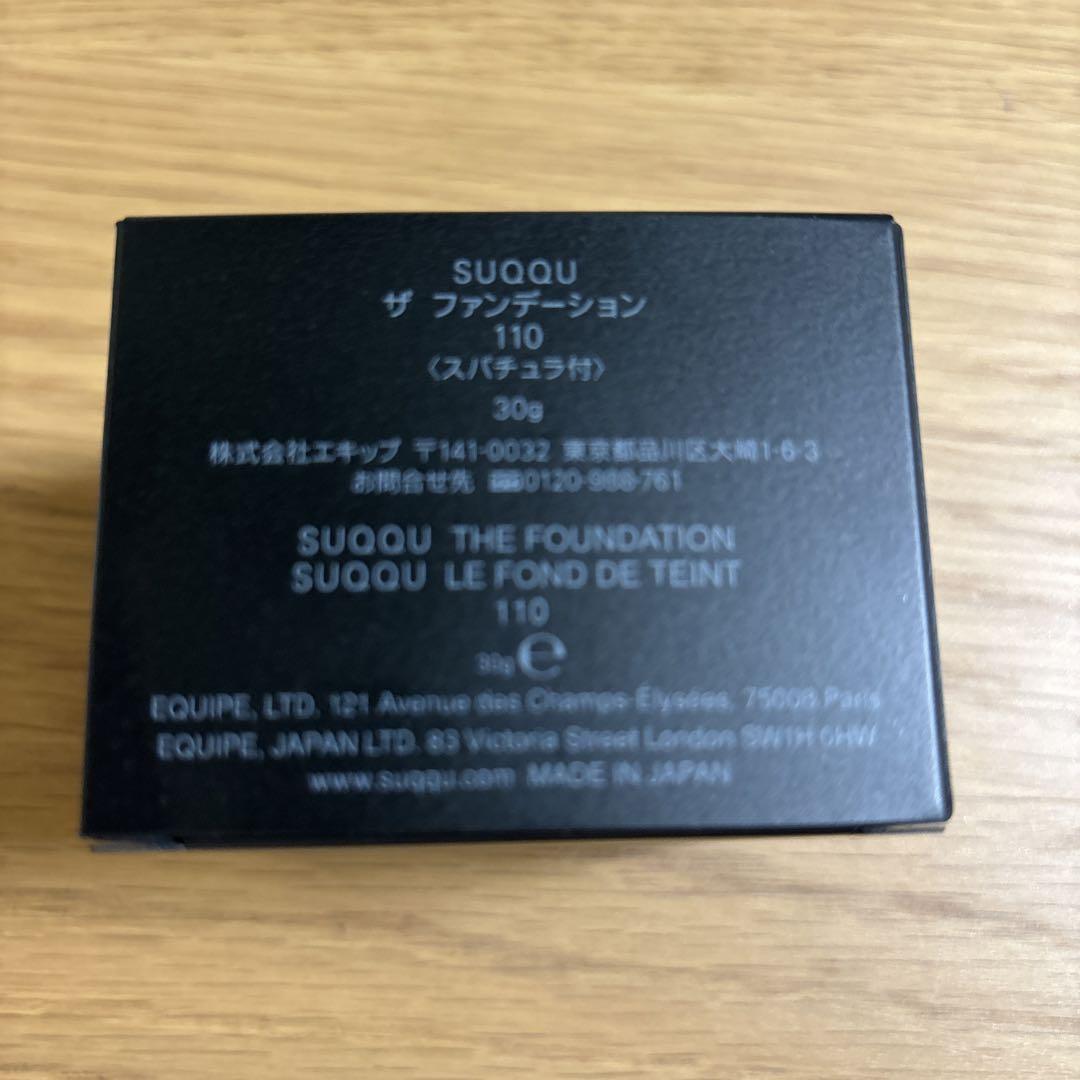 SUQQU
ザ ファンデーション
110
〈スパチュラ付〉
30g
株式会社エキップ 〒141-0032 東京都品川区大崎1-6-3
お問合せ先 0120-988-761
SUQQU THE FOUNDATION
SUQQU LE FOND DE TEINT
110
30g e
EQUIPE, LTD. 121 Avenue des Champs-Élysées, 75008 Paris
EQUIPE, JAPAN LTD. 85 Victoria Street London SW1H 0HW
www.suqqu.com MADE IN JAPAN